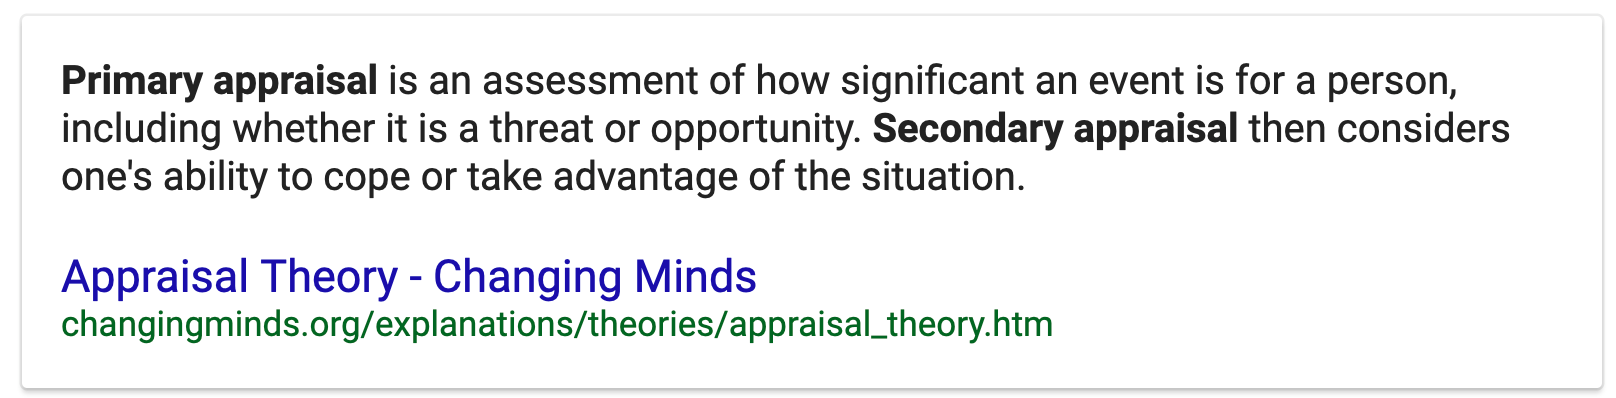 Primary appraisal is an assessment of how significant an event is for a person,
including whether it is a threat or opportunity. Secondary appraisal then considers
one's ability to cope or take advantage of the situation.
Appraisal Theory - Changing Minds
changingminds.org/explanations/theories/appraisal_theory.htm